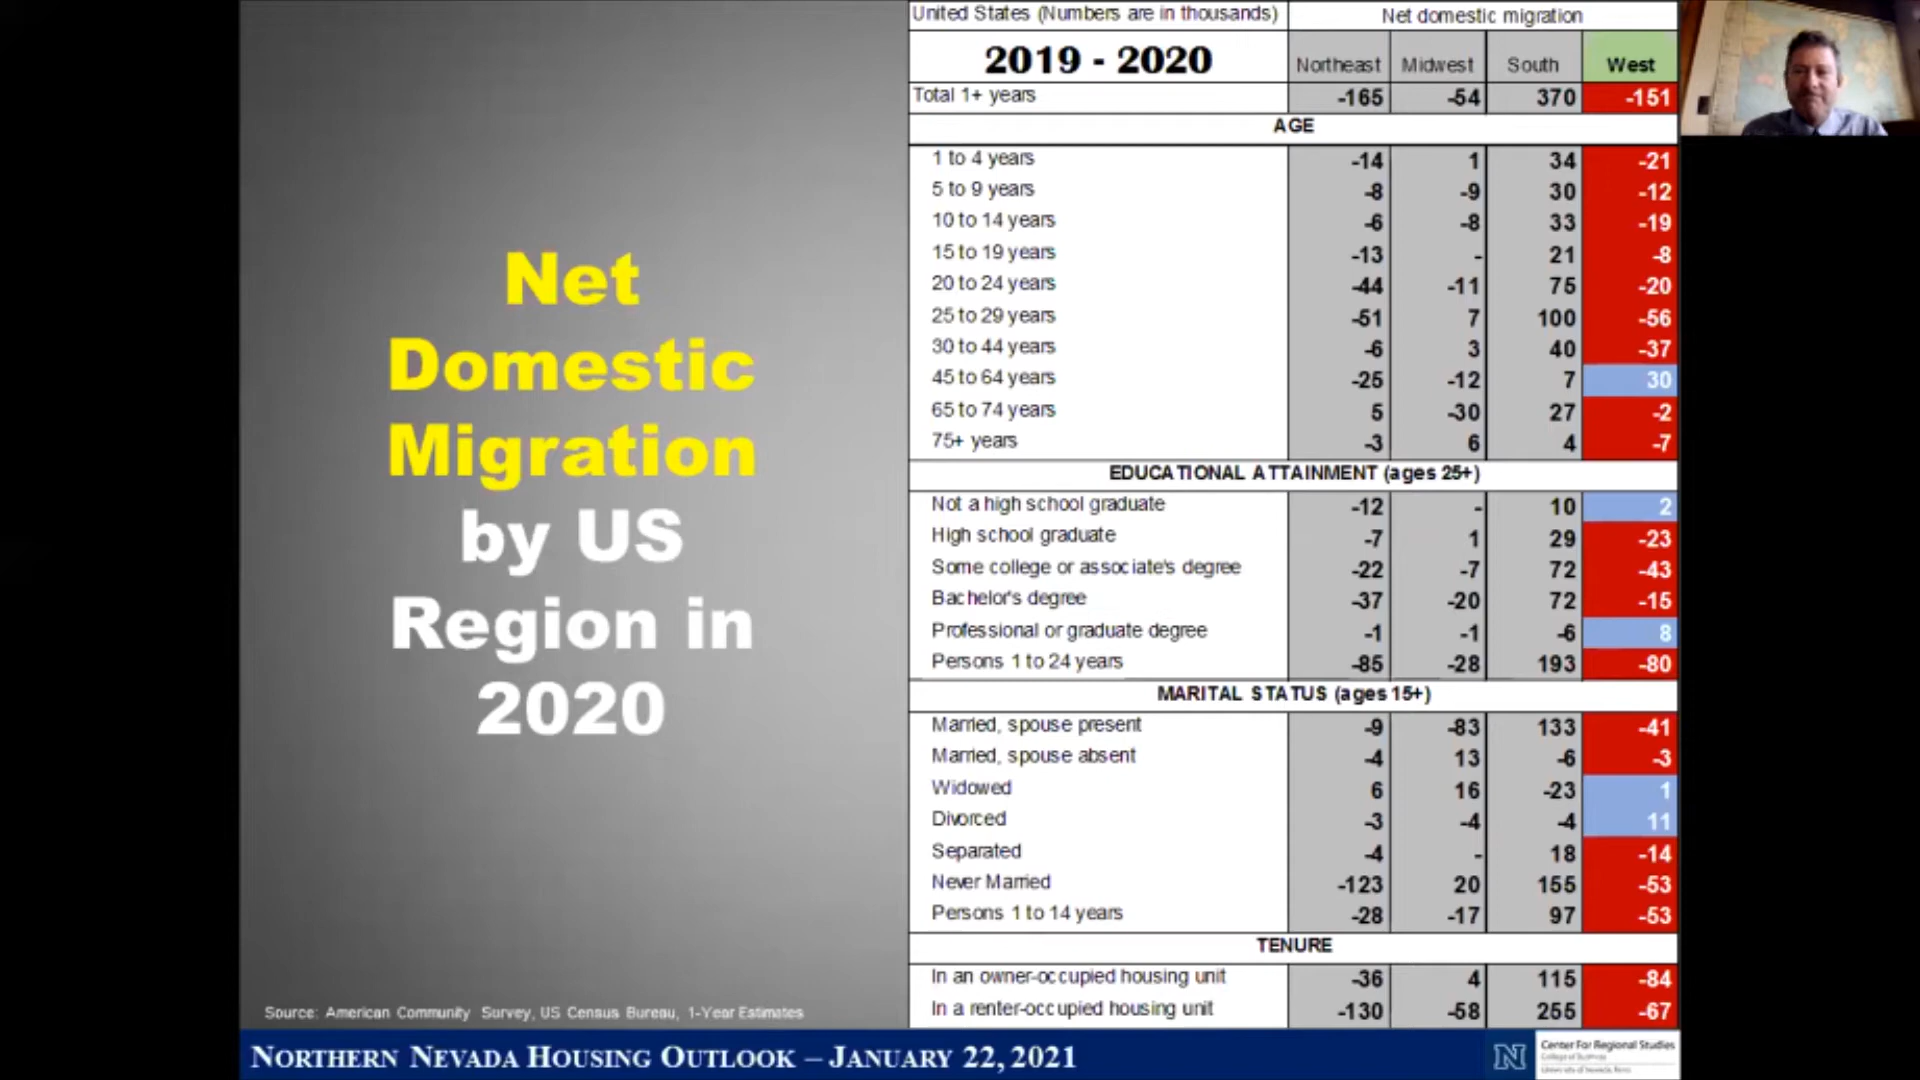 Net
Domestic
Migration
by US
Region in
2020
Source: American Community Survey, US Census Bureau, 1-Year Estimates
United States (Numbers are in thousands) Net domestic migration
2019 - 2020 Northeast Midwest South West
Total 1+ years -165 -54 370 -151
AGE
1 to 4 years -14 1 34 -21
5 to 9 years -8 -9 30 -12
10 to 14 years -6 -8 33 -19
15 to 19 years -13 - 21 -8
20 to 24 years -44 -11 75 -20
25 to 29 years -51 7 100 -56
30 to 44 years -6 3 40 -37
45 to 64 years -25 -12 7 30
65 to 74 years 5 -30 27 -2
75+ years -3 6 4 -7
EDUCATIONAL ATTAINMENT (ages 25+)
Not a high school graduate -12 - 10 2
High school graduate -7 1 29 -23
Some college or associate's degree -22 -7 72 -43
Bachelor's degree -37 -20 72 -15
Professional or graduate degree -1 -1 -6 8
Persons 1 to 24 years -85 -28 193 -80
MARITAL STATUS (ages 15+)
Married, spouse present -9 -83 133 -41
Married, spouse absent -4 13 -6 -3
Widowed 6 16 -23 1
Divorced -3 -4 -4 11
Separated -4 - 18 -14
Never Married -123 20 155 -53
Persons 1 to 14 years -28 -17 97 -53
TENURE
In an owner-occupied housing unit -36 4 115 -84
In a renter-occupied housing unit -130 -58 255 -67
NORTHERN NEVADA HOUSING OUTLOOK – JANUARY 22, 2021
N
Center For Regional Studies
College of Business
University of Nevada, Reno